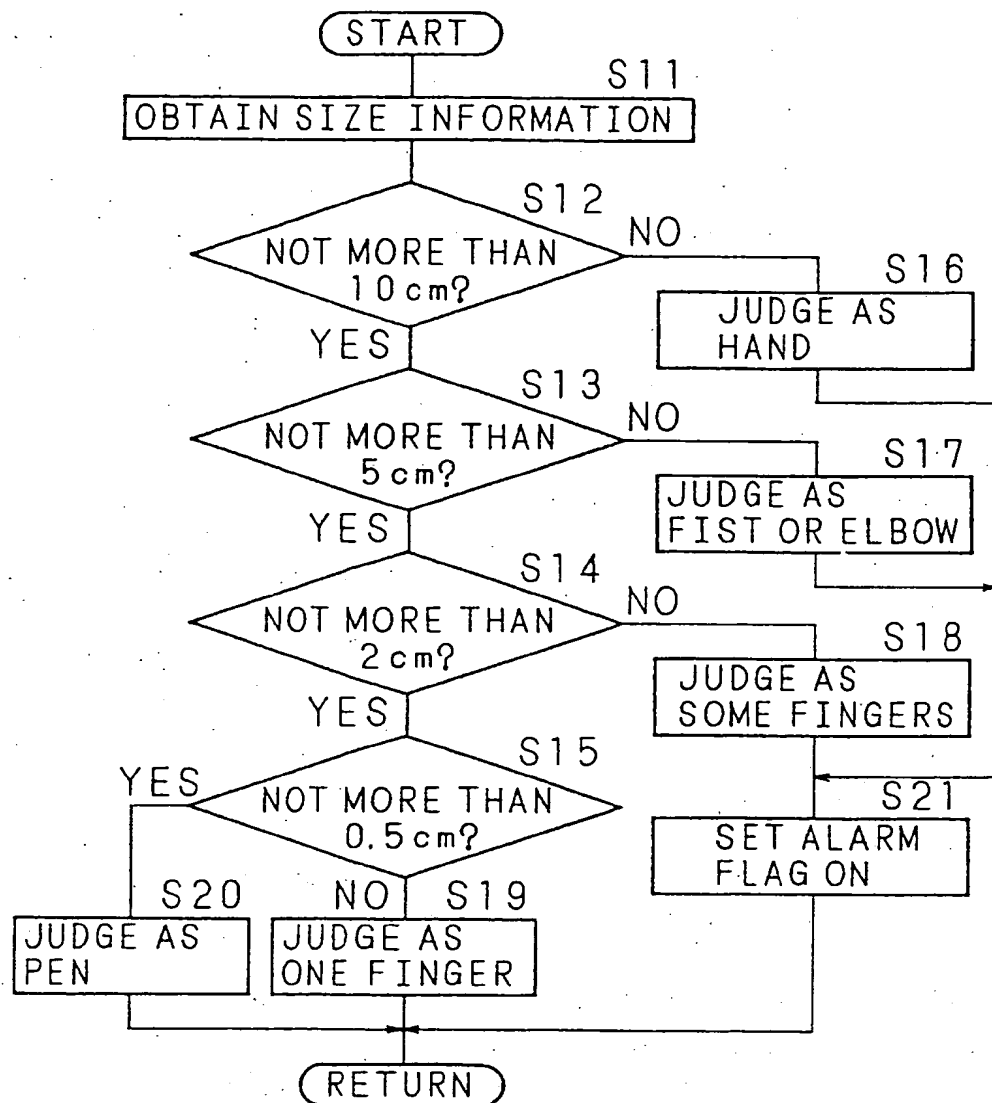 START
S11
OBTAIN SIZE INFORMATION
S12
NOT MORE THAN
10cm?
NO
YES
S16
JUDGE AS
HAND
S13
NOT MORE THAN
5cm?
NO
YES
S17
JUDGE AS
FIST OR ELBOW
S14
NOT MORE THAN
2cm?
NO
YES
S18
JUDGE AS
SOME FINGERS
S15
YES
NOT MORE THAN
0.5cm?
S21
SET ALARM
FLAG ON
NO
S20
JUDGE AS
PEN
S19
JUDGE AS
ONE FINGER
RETURN